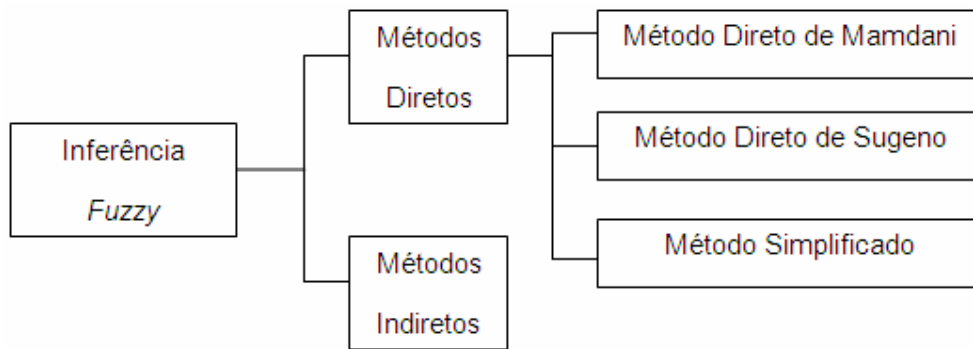 Inferência
Fuzzy
Métodos
Diretos
Métodos
Indiretos
Método Direto de Mamdani
Método Direto de Sugeno
Método Simplificado